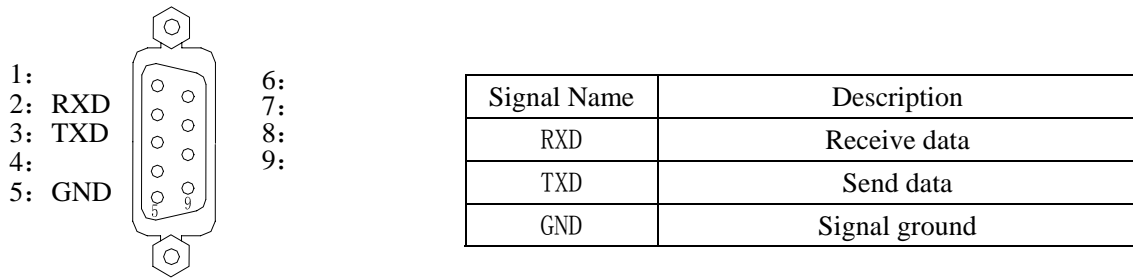 1：
2：RXD
3：TXD
4：
5：GND
5 9
6：
7：
8：
9：
Signal Name Description
RXD Receive data
TXD Send data
GND Signal ground